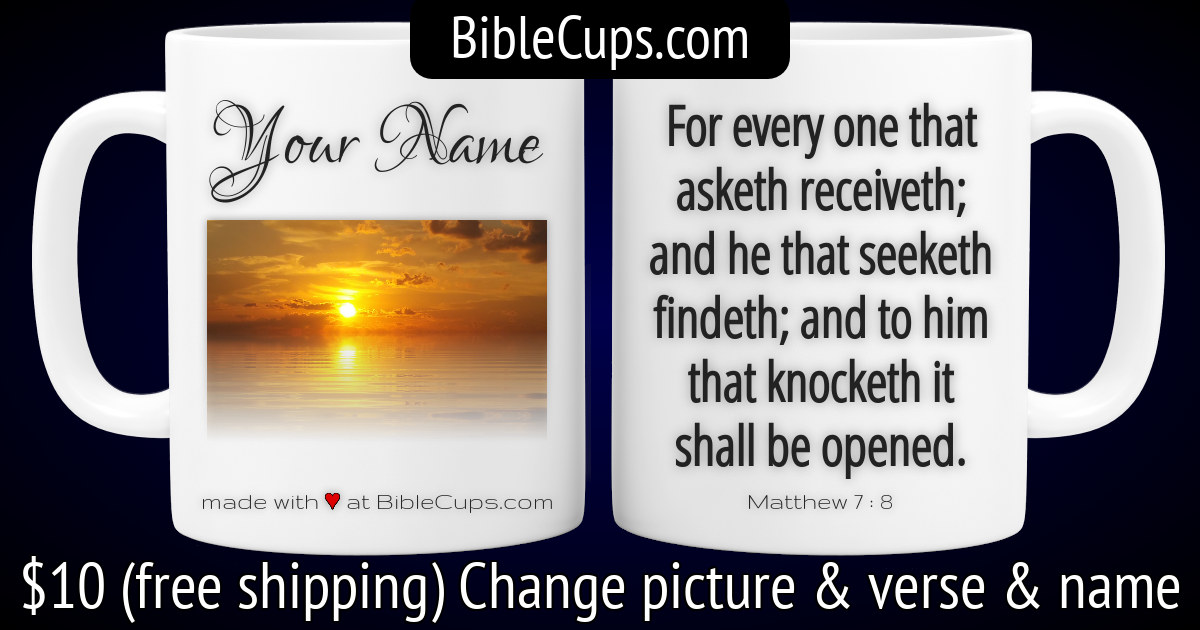 BibleCups.com
Your Name
made with ♥ at BibleCups.com
For every one that
asketh receiveth;
and he that seeketh
findeth; and to him
that knocketh it
shall be opened.
Matthew 7 : 8
$10 (free shipping) Change picture & verse & name